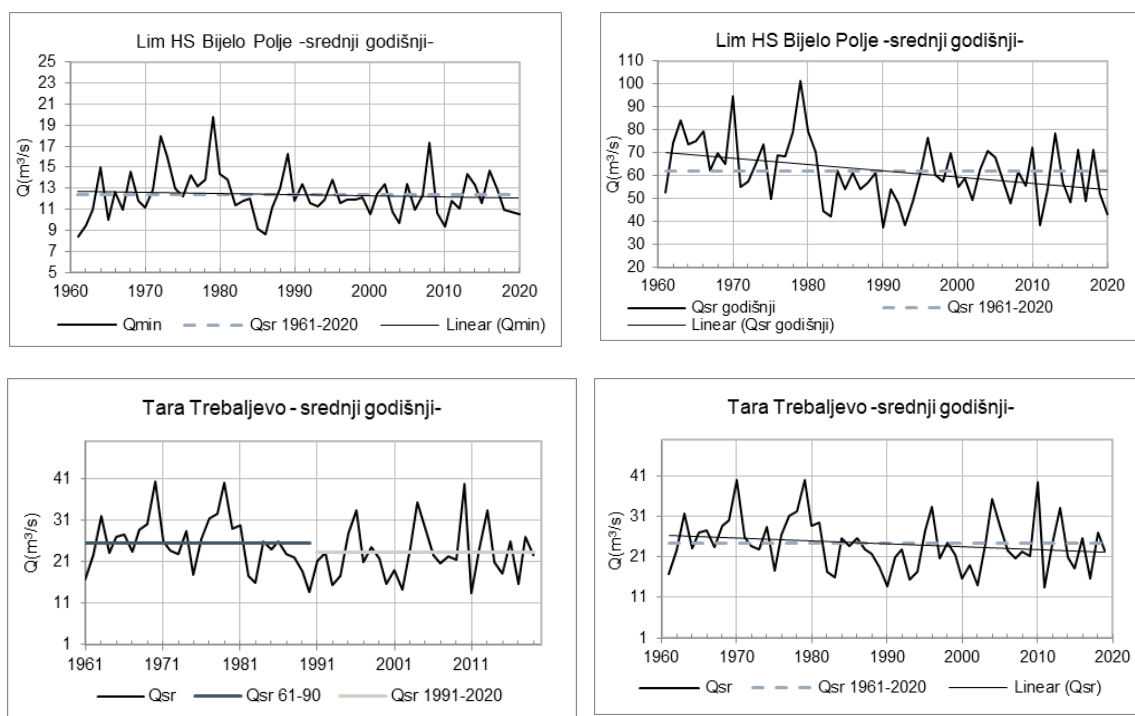 Lim HS Bijelo Polje -srednji godišnji-
Q(m³/s)
25
23
21
19
17
15
13
11
9
7
5
1960 1970 1980 1990 2000 2010 2020
Qmin Qsr 1961-2020 Linear (Qmin)
Lim HS Bijelo Polje -srednji godišnji-
Q(m³/s)
110
100
90
80
70
60
50
40
30
20
1960 1970 1980 1990 2000 2010 2020
Qsr godišnji Qsr 1961-2020
Linear (Qsr godišnji)
Tara Trebaljevo - srednji godišnji-
Q(m³/s)
41
31
21
11
1
1961 1971 1981 1991 2001 2011
Qsr Qsr 61-90 Qsr 1991-2020
Tara Trebaljevo -srednji godišnji-
Q(m³/s)
41
31
21
11
1
1960 1970 1980 1990 2000 2010 2020
Qsr Qsr 1961-2020 Linear (Qsr)